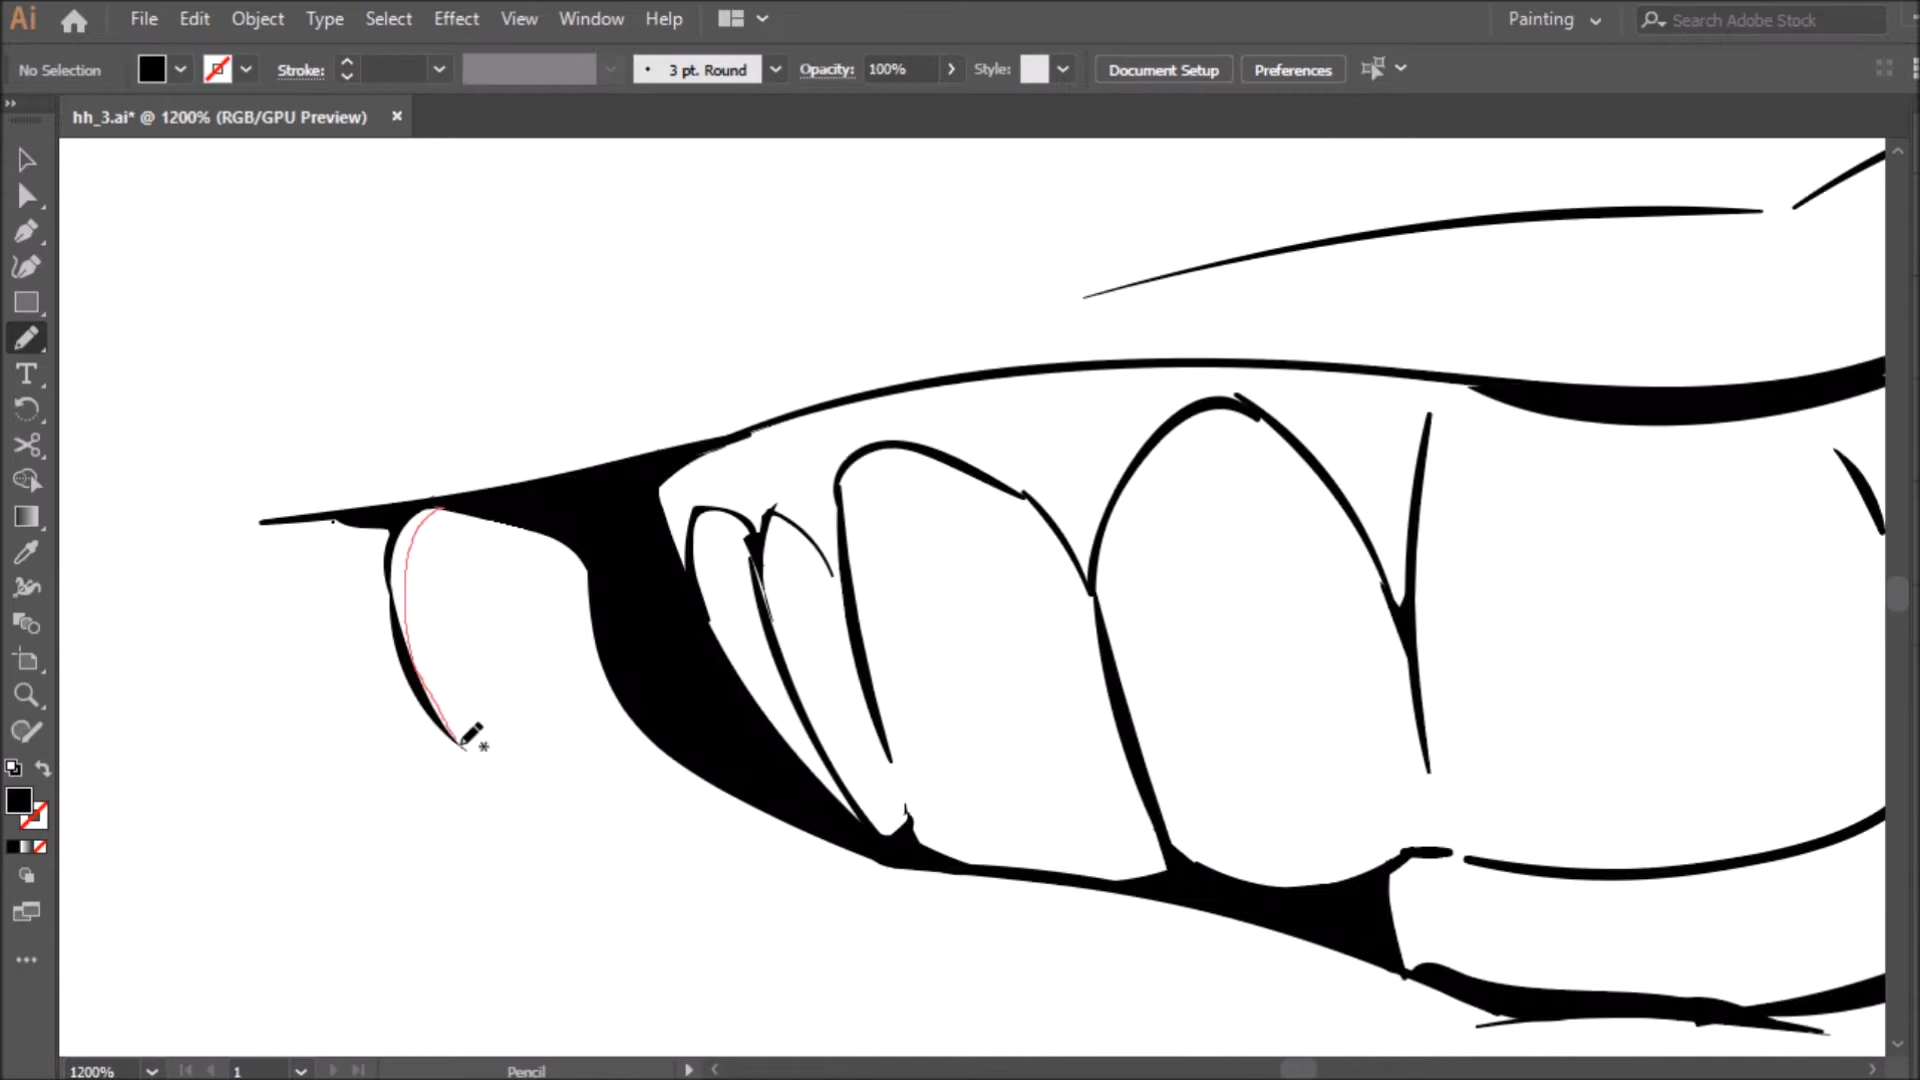 Ai File Edit Object Type Select Effect View Window Help Painting Search Adobe Stock
No Selection Stroke: 3 pt. Round Opacity: 100% Style: Document Setup Preferences
hh_3.ai* @ 1200% (RGB/GPU Preview)
1200% 1 Pencil